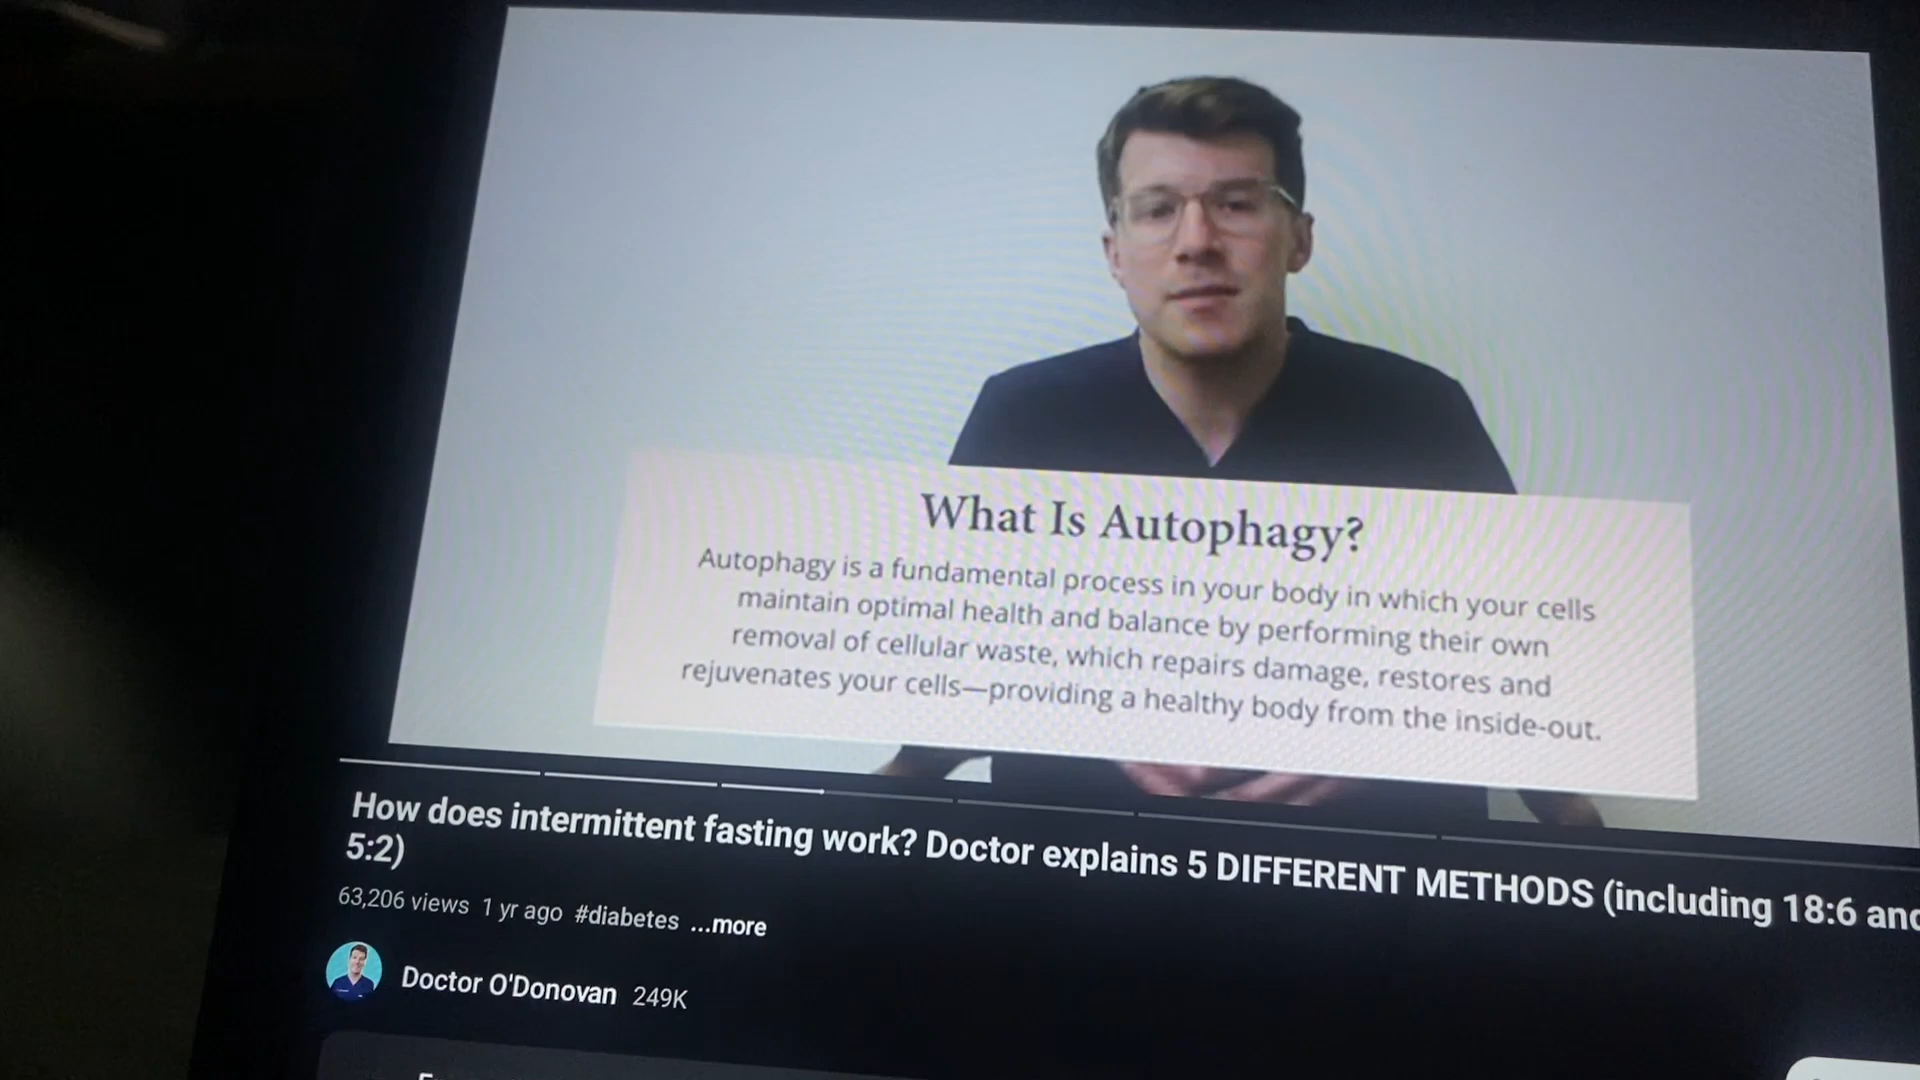 What Is Autophagy?
Autophagy is a fundamental process in your body in which your cells
maintain optimal health and balance by performing their own
removal of cellular waste, which repairs damage, restores and
rejuvenates your cells—providing a healthy body from the inside-out.
How does intermittent fasting work? Doctor explains 5 DIFFERENT METHODS (including 18:6 and
5:2)
63,206 views 1 yr ago #diabetes ...more
Doctor O'Donovan 249K